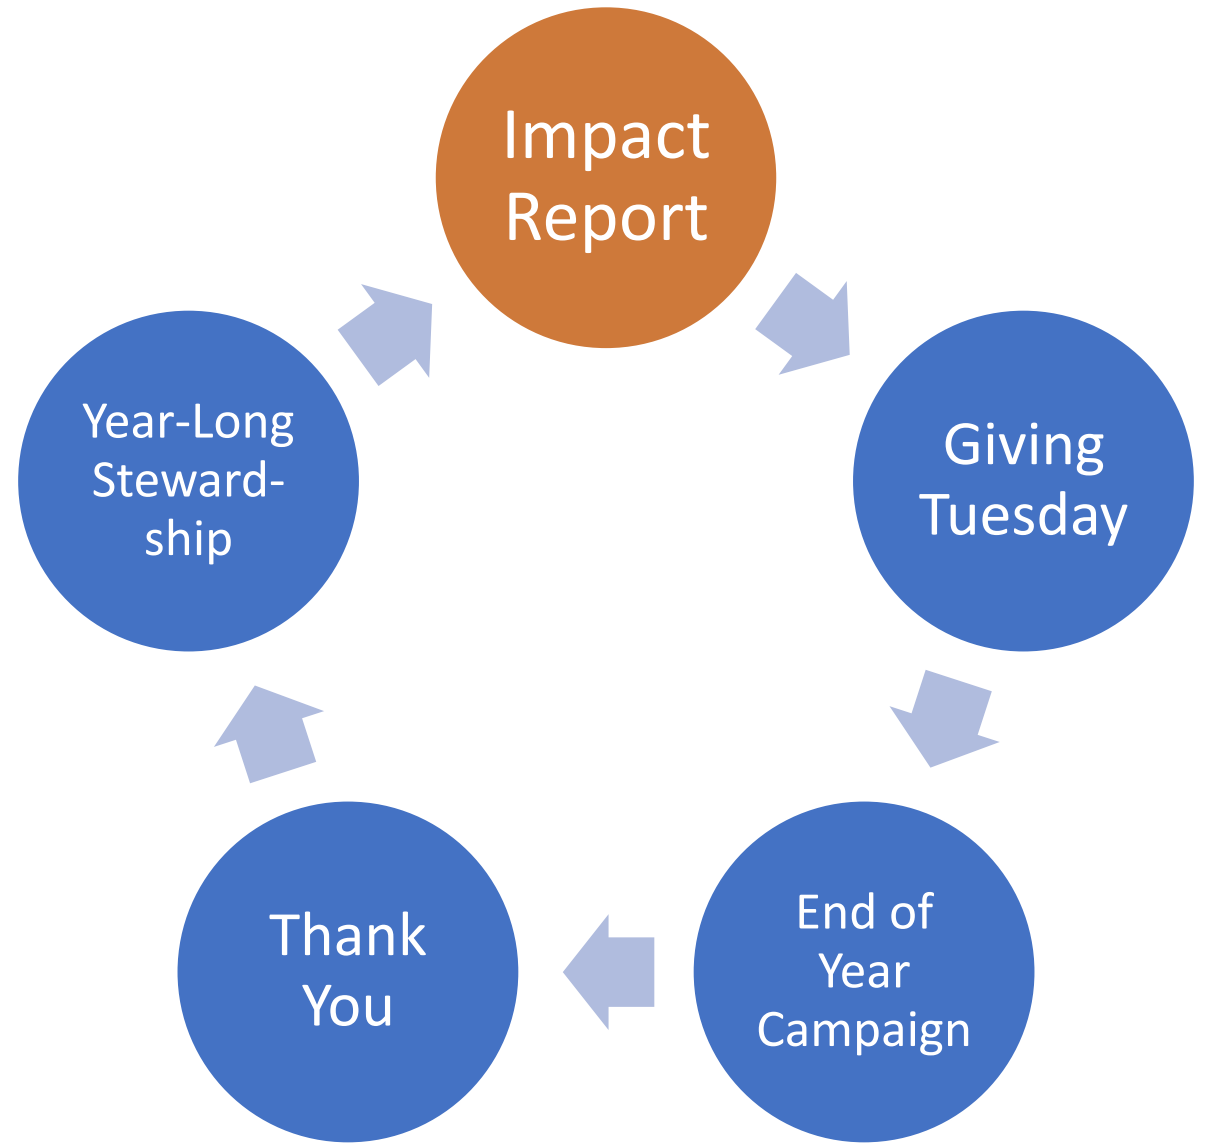 Impact
Report
Giving
Tuesday
End of
Year
Campaign
Thank
You
Year-Long
Steward-
ship